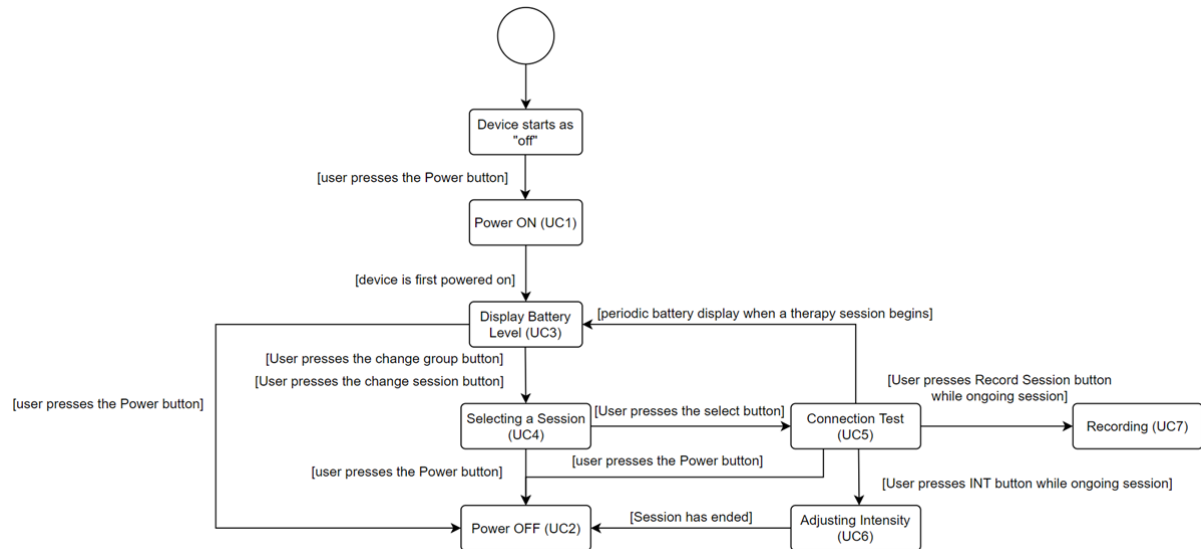 Device starts as
"off"
[user presses the Power button]
Power ON (UC1)
[device is first powered on]
Display Battery
Level (UC3)
[periodic battery display when a therapy session begins]
[User presses the change group button]
[User presses the change session button]
[user presses the Power button]
Selecting a Session
(UC4)
[User presses the select button]
Connection Test
(UC5)
[User presses Record Session button
while ongoing session]
Recording (UC7)
[user presses the Power button]
[user presses the Power button]
[User presses INT button while ongoing session]
Power OFF (UC2)
[Session has ended]
Adjusting Intensity
(UC6)